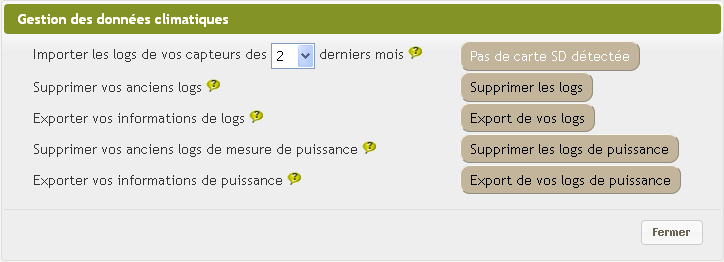 Gestion des données climatiques
Importer les logs de vos capteurs des 2 derniers mois ? Pas de carte SD détectée
Supprimer vos anciens logs ? Supprimer les logs
Exporter vos informations de logs ? Export de vos logs
Supprimer vos anciens logs de mesure de puissance ? Supprimer les logs de puissance
Exporter vos informations de puissance ? Export de vos logs de puissance
Fermer